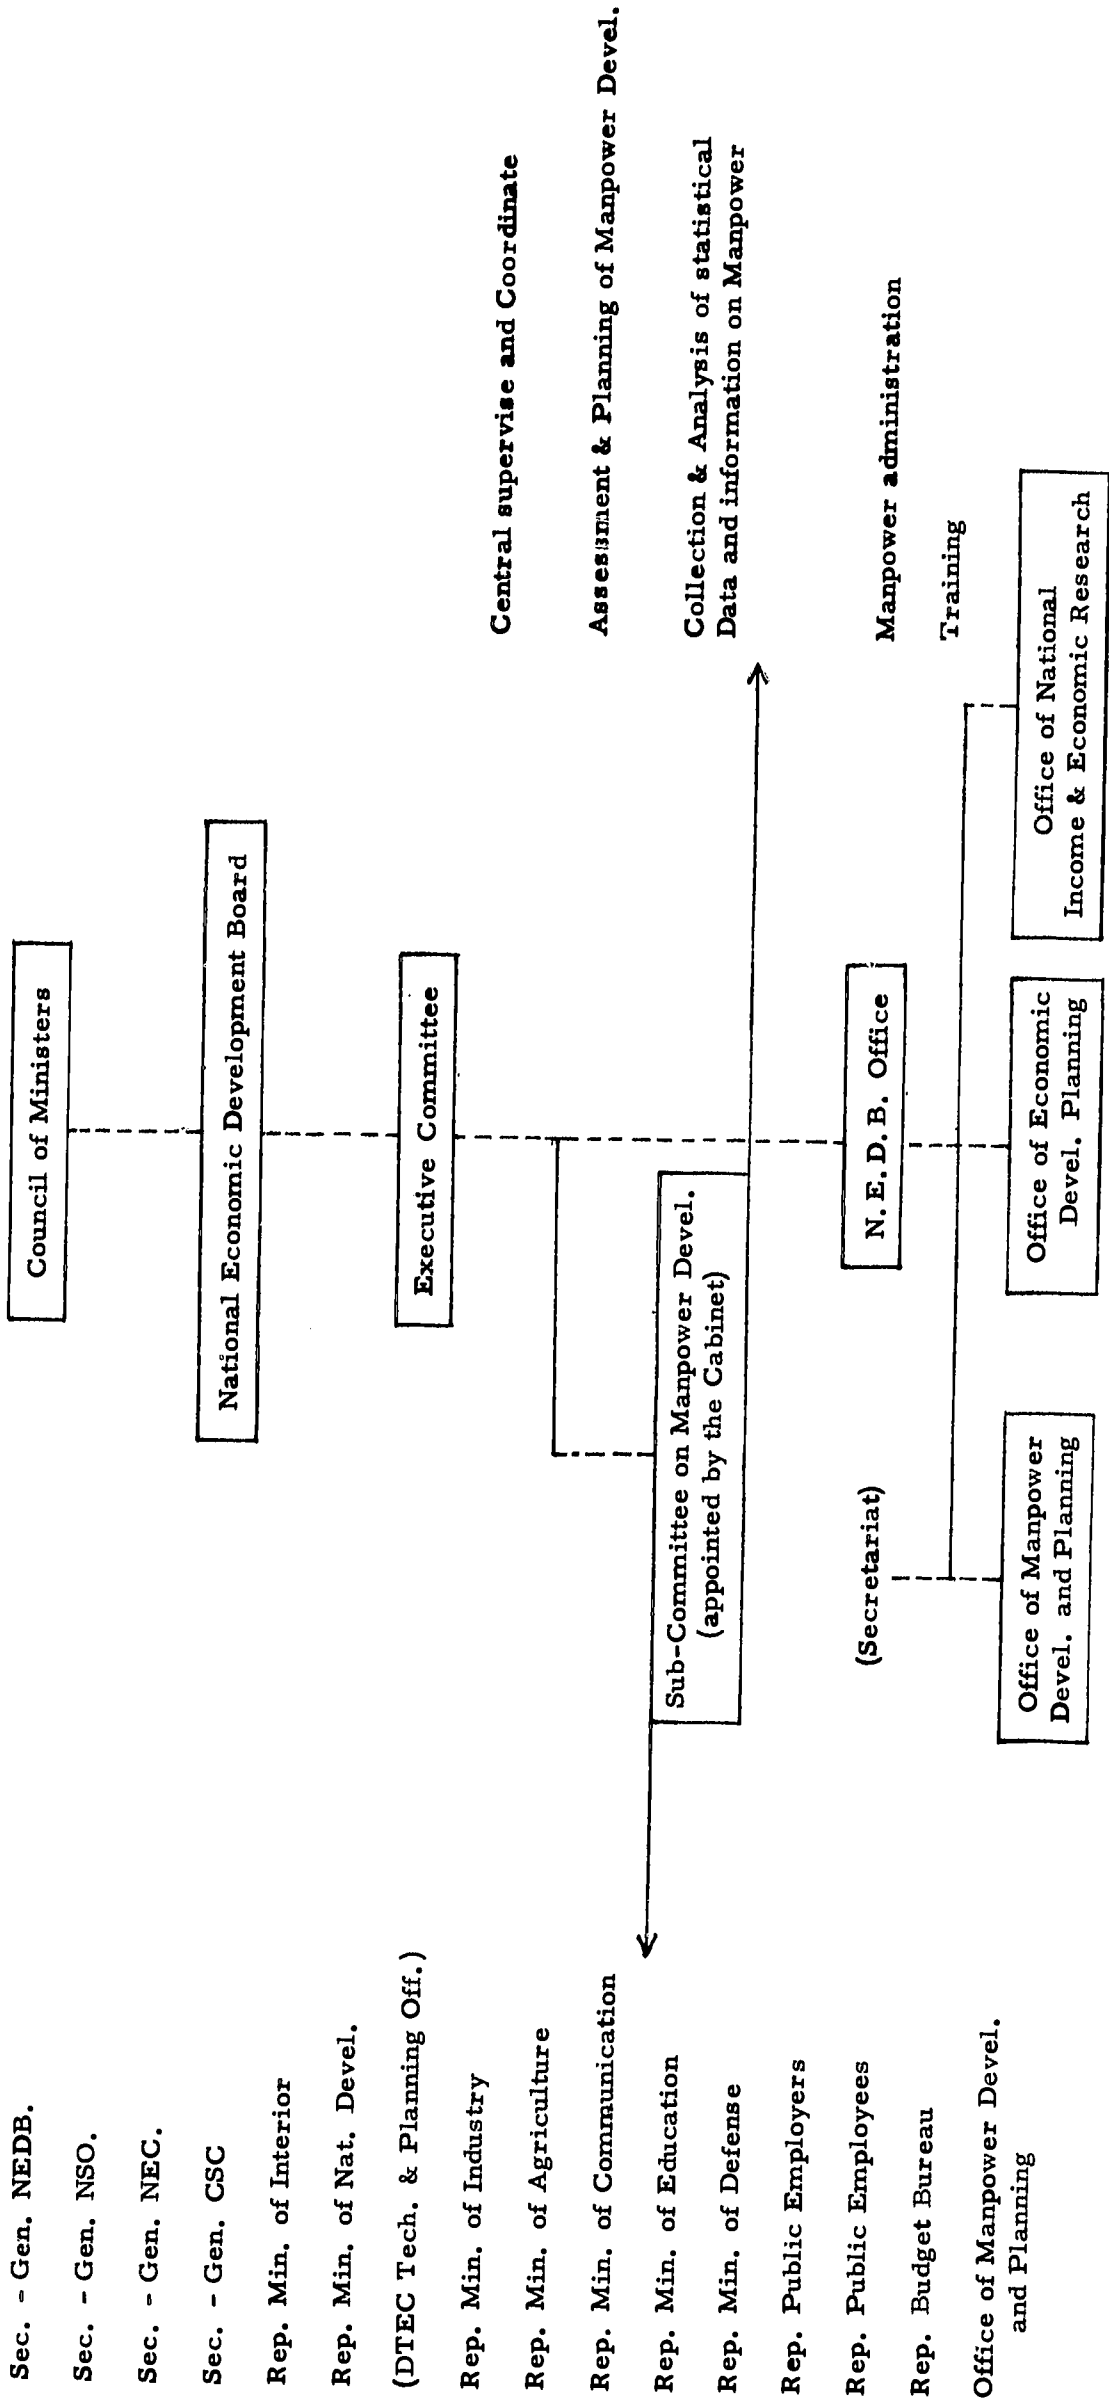 Sec. - Gen. NEDB.
Sec. - Gen. NSO.
Sec. - Gen. NEC.
Sec. - Gen. CSC
Rep. Min. of Interior
Rep. Min. of Nat. Devel.
(DTEC Tech. & Planning Off.)
Rep. Min. of Industry
Rep. Min. of Agriculture
Rep. Min. of Communication
Rep. Min. of Education
Rep. Min. of Defense
Rep. Public Employers
Rep. Public Employees
Rep. Budget Bureau
Office of Manpower Devel.
and Planning
Council of Ministers
National Economic Development Board
Executive Committee
Sub-Committee on Manpower Devel.
(appointed by the Cabinet)
(Secretariat)
N. E. D. B. Office
Office of Manpower
Devel. and Planning
Office of Economic
Devel. Planning
Office of National
Income & Economic Research
Central supervise and Coordinate
Assessment & Planning of Manpower Devel.
Collection & Analysis of statistical
Data and information on Manpower
Manpower administration
Training